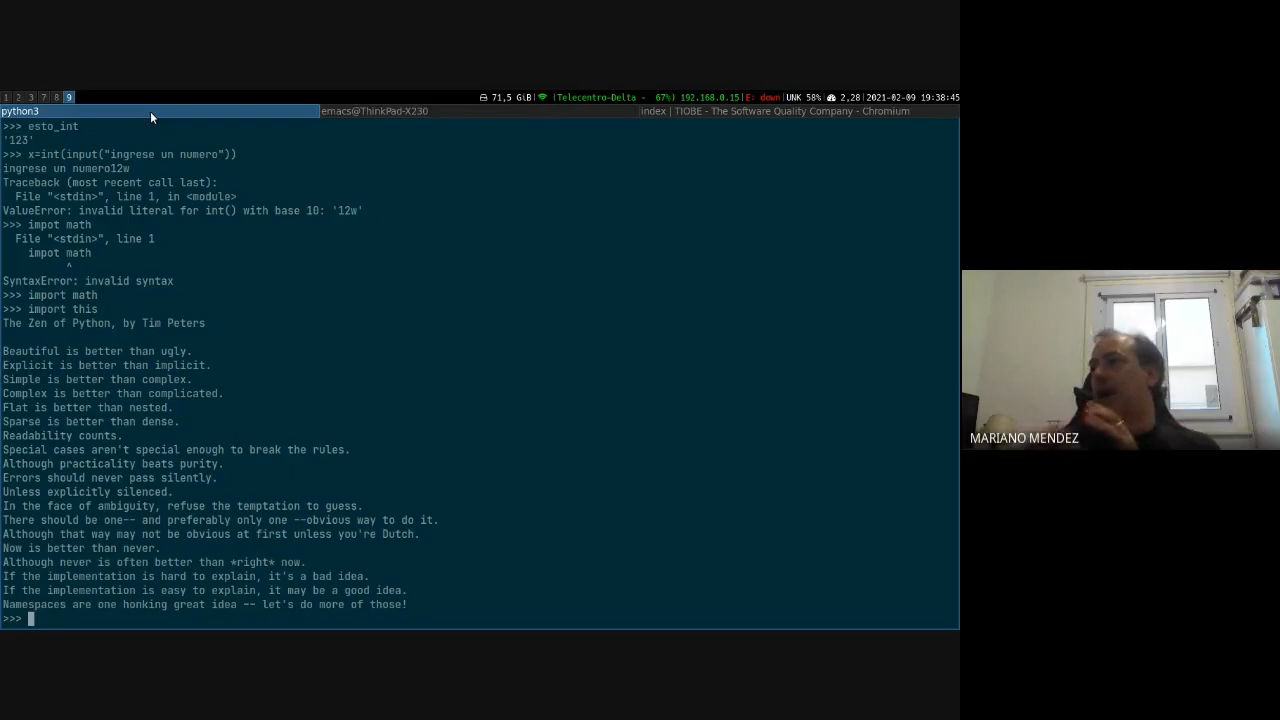 1 2 3 7 8 9
71,5 GiB| (Telecentro-Delta - 67%) 192.168.0.15|E: down|UNK 58%| 2,28|2021-02-09 19:38:45
python3 emacs@ThinkPad-X230 index | TIOBE - The Software Quality Company - Chromium
>>> esto_int
'123'
>>> x=int(input("ingrese un numero"))
ingrese un numero12w
Traceback (most recent call last):
  File "<stdin>", line 1, in <module>
ValueError: invalid literal for int() with base 10: '12w'
>>> impot math
  File "<stdin>", line 1
    impot math
          ^
SyntaxError: invalid syntax
>>> import math
>>> import this
The Zen of Python, by Tim Peters
Beautiful is better than ugly.
Explicit is better than implicit.
Simple is better than complex.
Complex is better than complicated.
Flat is better than nested.
Sparse is better than dense.
Readability counts.
Special cases aren't special enough to break the rules.
Although practicality beats purity.
Errors should never pass silently.
Unless explicitly silenced.
In the face of ambiguity, refuse the temptation to guess.
There should be one-- and preferably only one --obvious way to do it.
Although that way may not be obvious at first unless you're Dutch.
Now is better than never.
Although never is often better than *right* now.
If the implementation is hard to explain, it's a bad idea.
If the implementation is easy to explain, it may be a good idea.
Namespaces are one honking great idea -- let's do more of those!
>>>
MARIANO MENDEZ